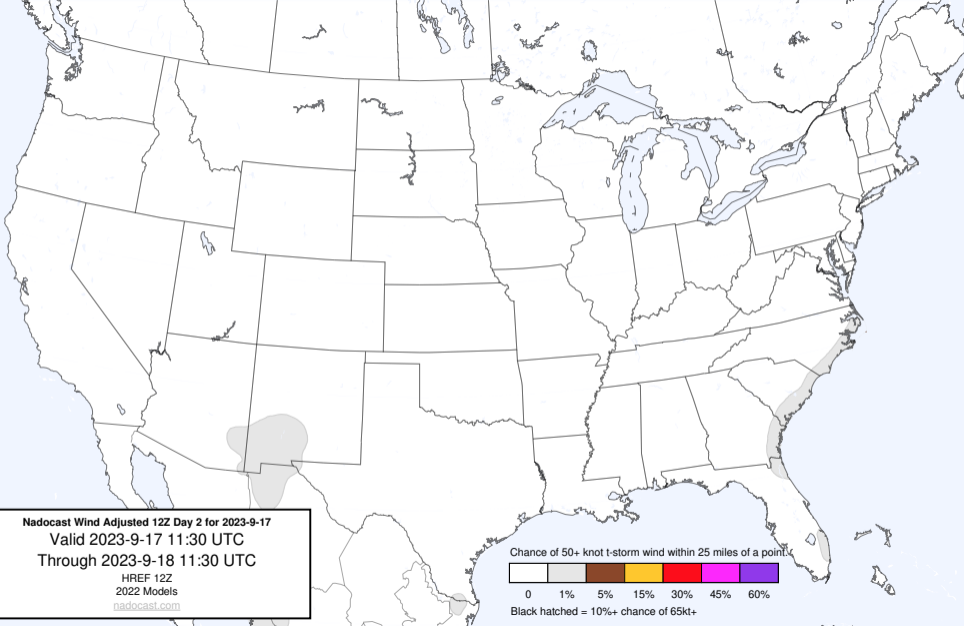 Nadocast Wind Adjusted 12Z Day 2 for 2023-9-17
Valid 2023-9-17 11:30 UTC
Through 2023-9-18 11:30 UTC
HREF 12Z
2022 Models
nadocast.com
Chance of 50+ knot t-storm wind within 25 miles of a point.
0 1% 5% 15% 30% 45% 60%
Black hatched = 10%+ chance of 65kt+